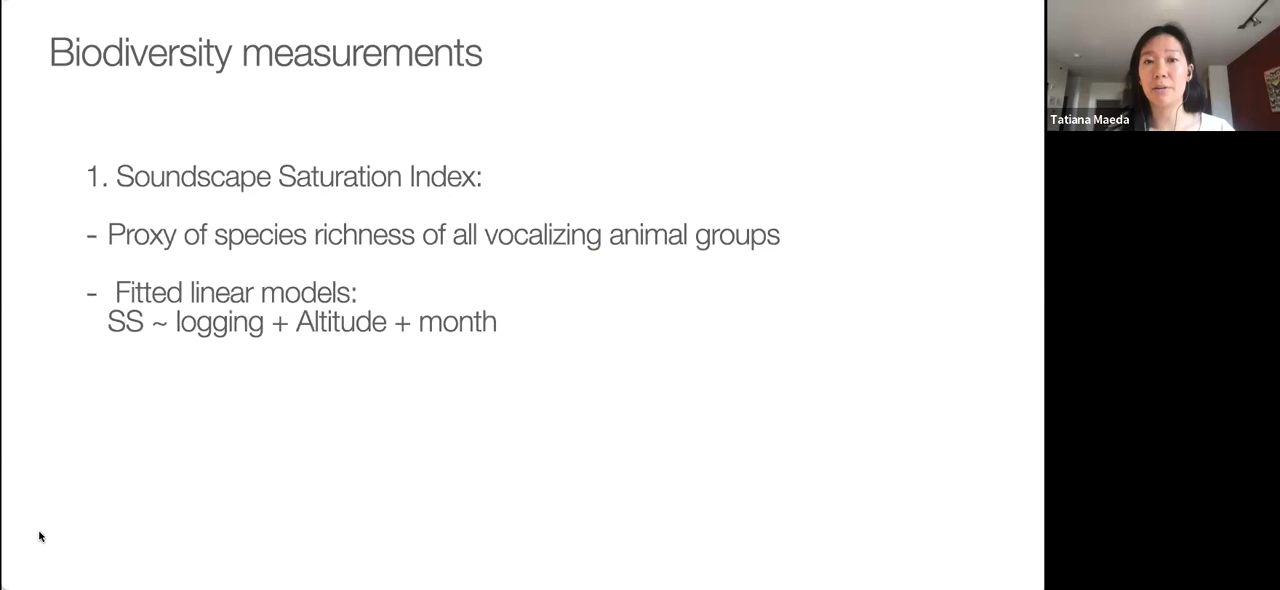 Biodiversity measurements
1. Soundscape Saturation Index:
- Proxy of species richness of all vocalizing animal groups
- Fitted linear models:
SS ~ logging + Altitude + month
Tatiana Maeda